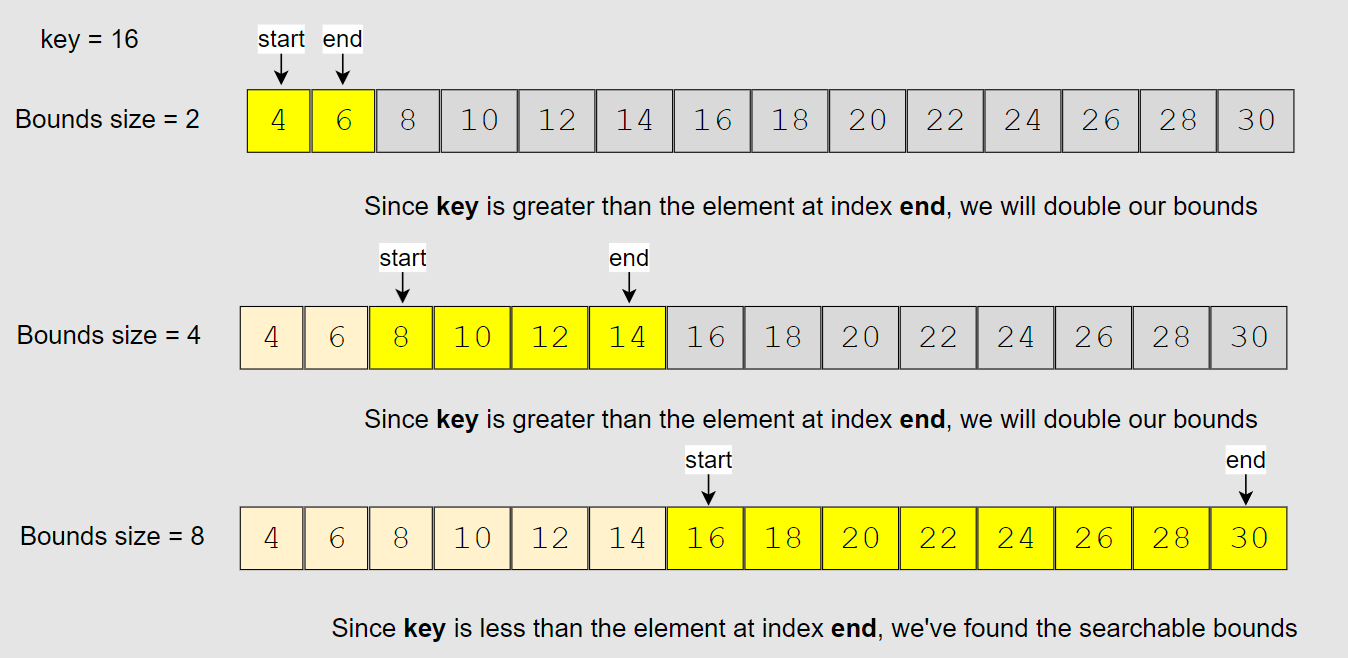 key = 16
start end
Bounds size = 2
4 6 8 10 12 14 16 18 20 22 24 26 28 30
Since key is greater than the element at index end, we will double our bounds
start end
Bounds size = 4
4 6 8 10 12 14 16 18 20 22 24 26 28 30
Since key is greater than the element at index end, we will double our bounds
start end
Bounds size = 8
4 6 8 10 12 14 16 18 20 22 24 26 28 30
Since key is less than the element at index end, we've found the searchable bounds